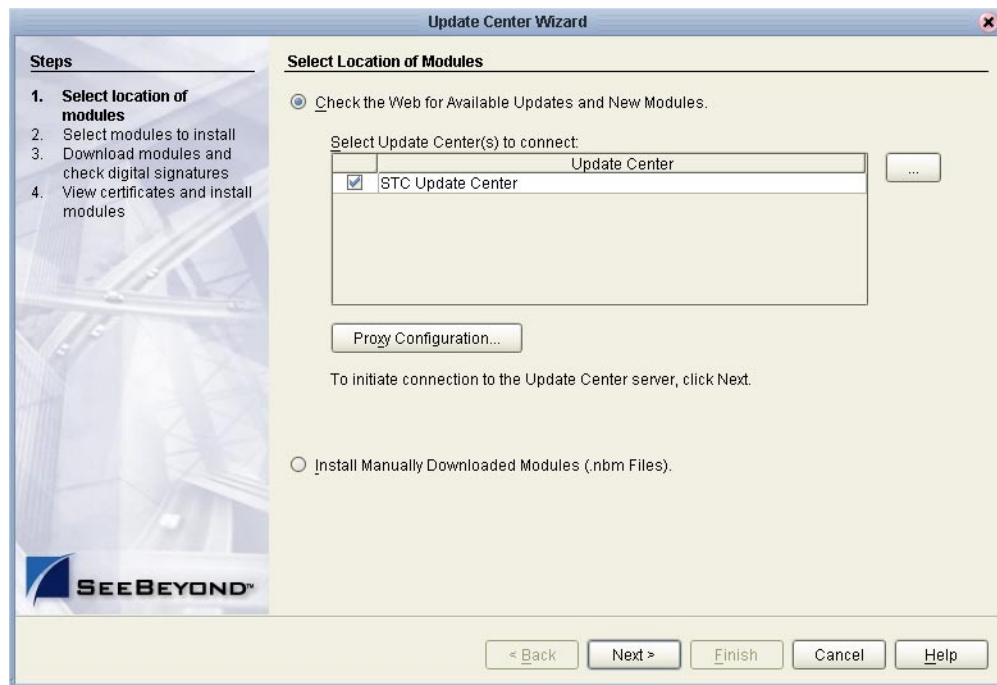 Update Center Wizard
Steps
1. Select location of
modules
2. Select modules to install
3. Download modules and
check digital signatures
4. View certificates and install
modules
Select Location of Modules
Check the Web for Available Updates and New Modules.
Select Update Center(s) to connect:
Update Center
STC Update Center
...
Proxy Configuration...
To initiate connection to the Update Center server, click Next.
Install Manually Downloaded Modules (.nbm Files).
SEEBEYOND™
< Back Next > Finish Cancel Help